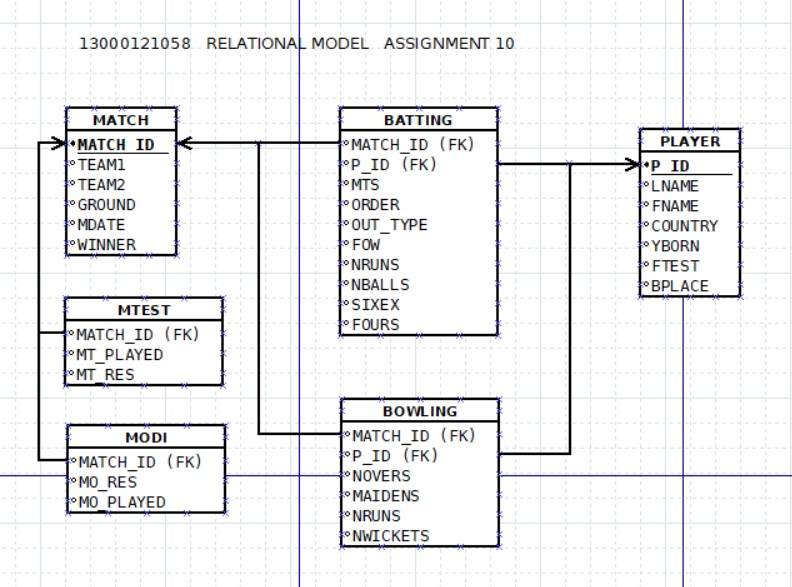 13000121058 RELATIONAL MODEL ASSIGNMENT 10
MATCH
MATCH_ID
TEAM1
TEAM2
GROUND
MDATE
WINNER
MTEST
MATCH_ID (FK)
MT_PLAYED
MT_RES
MODI
MATCH_ID (FK)
MO_RES
MO_PLAYED
BATTING
MATCH_ID (FK)
P_ID (FK)
MTS
ORDER
OUT_TYPE
FOW
NRUNS
NBALLS
SIXEX
FOURS
BOWLING
MATCH_ID (FK)
P_ID (FK)
NOVERS
MAIDENS
NRUNS
NWICKETS
PLAYER
P_ID
LNAME
FNAME
COUNTRY
YBORN
FTEST
BPLACE